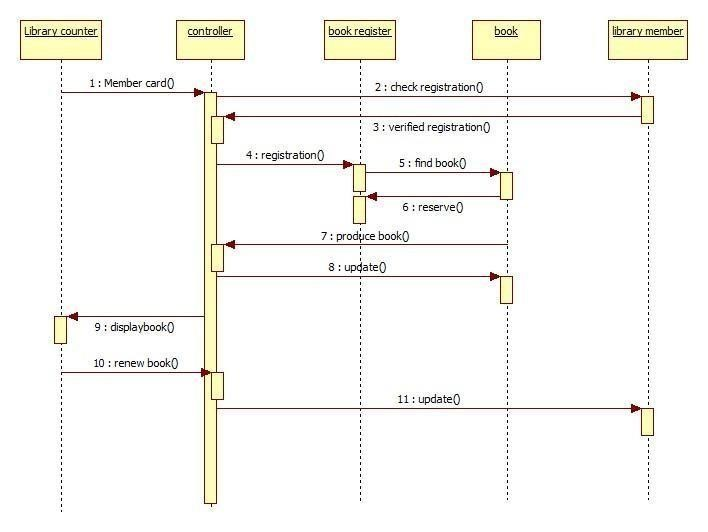 Library counter
controller
book register
book
library member
1 : Member card()
2 : check registration()
3 : verified registration()
4 : registration()
5 : find book()
6 : reserve()
7 : produce book()
8 : update()
9 : displaybook()
10 : renew book()
11 : update()